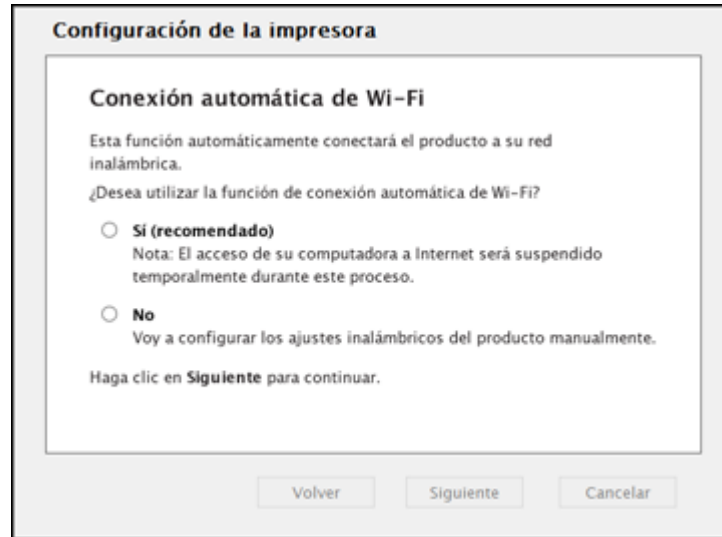 Configuración de la impresora
Conexión automática de Wi-Fi
Esta función automáticamente conectará el producto a su red
inalámbrica.
¿Desea utilizar la función de conexión automática de Wi-Fi?
Sí (recomendado)
Nota: El acceso de su computadora a Internet será suspendido
temporalmente durante este proceso.
No
Voy a configurar los ajustes inalámbricos del producto manualmente.
Haga clic en Siguiente para continuar.
Volver Siguiente Cancelar